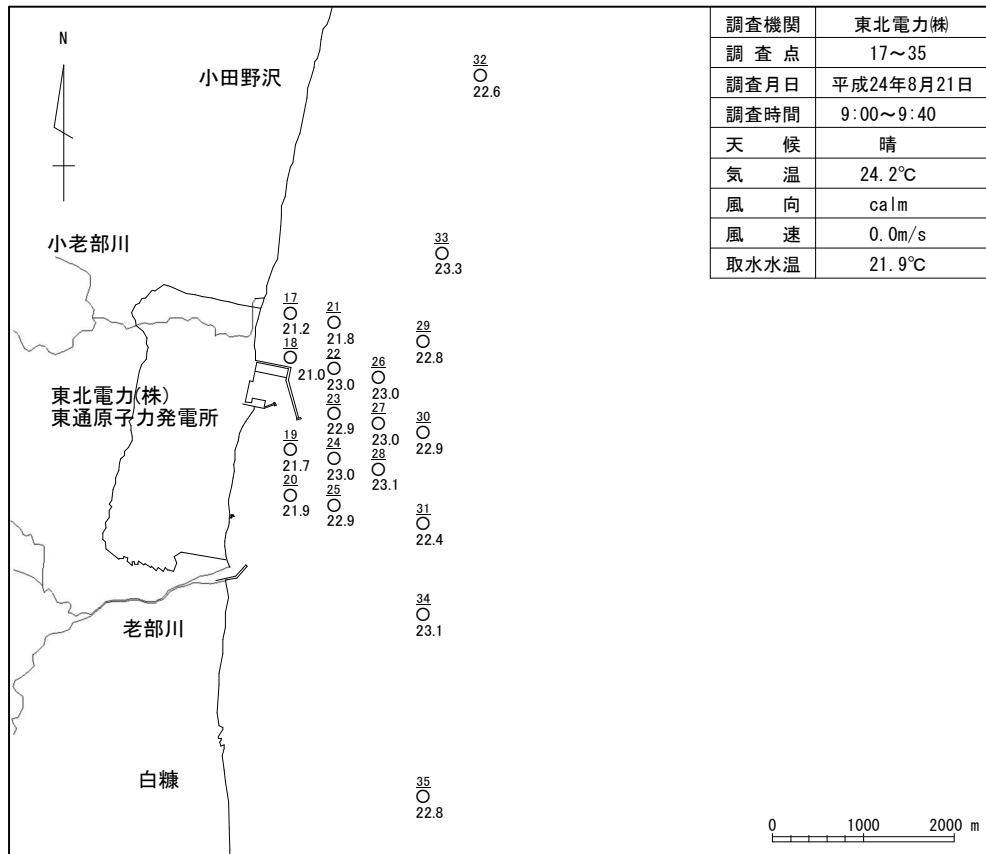 調査機関 東北電力㈱
調査点 17～35
調査月日 平成24年8月21日
調査時間 9:00～9:40
天候 晴
気温 24.2℃
風向 calm
風速 0.0m/s
取水水温 21.9℃
N
小田野沢
32
22.6
小老部川
33
23.3
17
21.2
21
21.8
29
22.8
18
21.0
22
23.0
26
23.0
東北電力(株)
東通原子力発電所
23
22.9
27
23.0
30
22.9
19
21.7
24
23.0
28
23.1
20
21.9
25
22.9
31
22.4
34
23.1
老部川
白糠
35
22.8
0 1000 2000 m